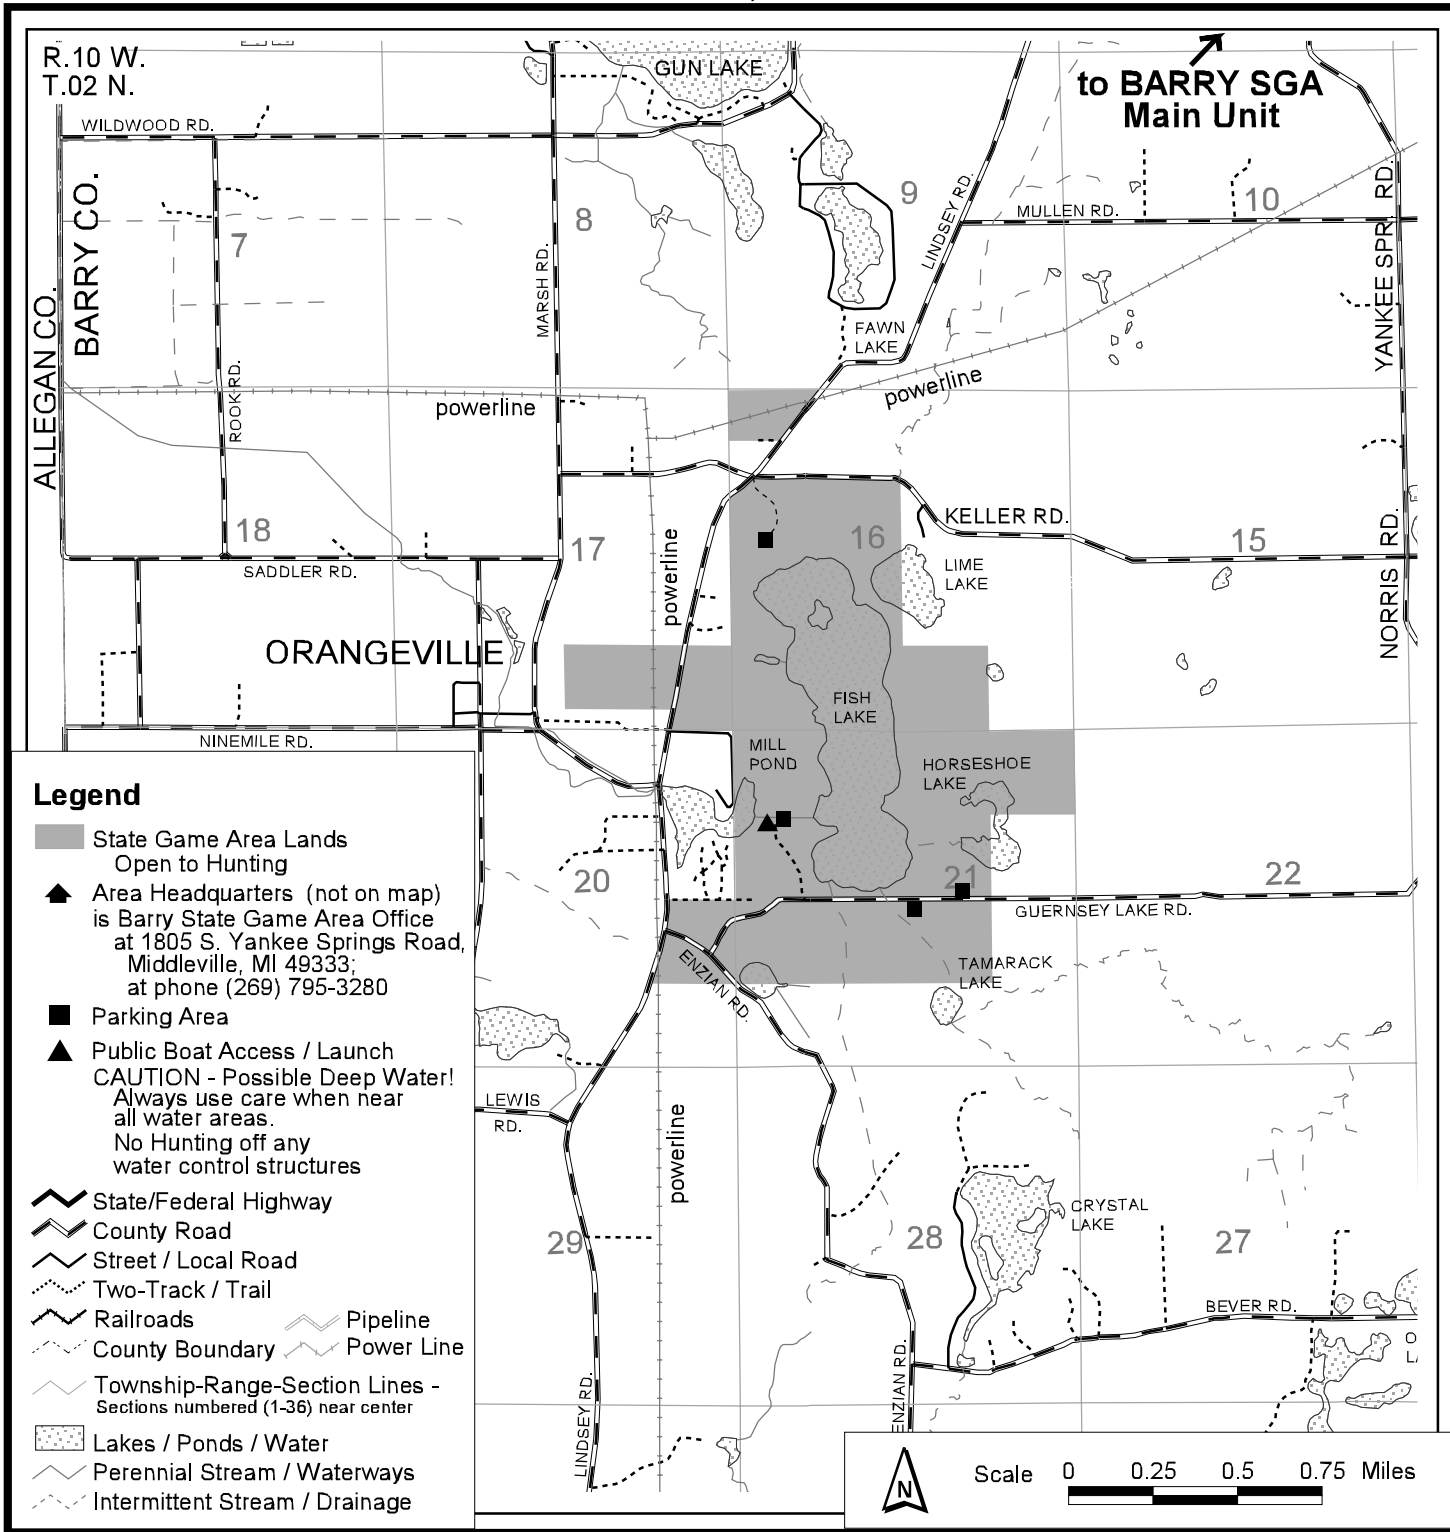 R.10 W.
T.02 N.
GUN LAKE
to BARRY SGA
Main Unit
WILDWOOD RD.
ALLEGAN CO.
BARRY CO.
7
8
9
10
MARSH RD.
ROOK RD.
LINDSEY RD.
MULLEN RD.
YANKEE SPR. RD.
FAWN
LAKE
powerline
powerline
18
17
16
15
KELLER RD.
SADDLER RD.
powerline
LIME
LAKE
NORRIS RD.
ORANGEVILLE
FISH
LAKE
NINEMILE RD.
MILL
POND
HORSESHOE
LAKE
20
21
22
GUERNSEY LAKE RD.
ENZIAN RD.
TAMARACK
LAKE
LEWIS
RD.
powerline
CRYSTAL
LAKE
29
28
27
BEVER RD.
LINDSEY RD.
ENZIAN RD.
Legend
State Game Area Lands
Open to Hunting
Area Headquarters (not on map)
is Barry State Game Area Office
at 1805 S. Yankee Springs Road,
Middleville, MI 49333;
at phone (269) 795-3280
Parking Area
Public Boat Access / Launch
CAUTION - Possible Deep Water!
Always use care when near
all water areas.
No Hunting off any
water control structures
State/Federal Highway
County Road
Street / Local Road
Two-Track / Trail
Railroads
Pipeline
County Boundary
Power Line
Township-Range-Section Lines -
Sections numbered (1-36) near center
Lakes / Ponds / Water
Perennial Stream / Waterways
Intermittent Stream / Drainage
N
Scale 0 0.25 0.5 0.75 Miles